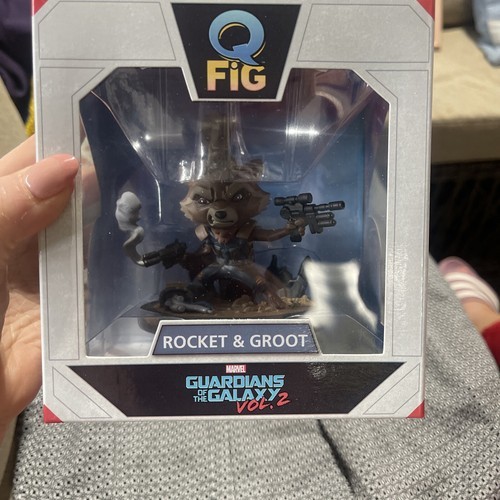 Q
FiG
ROCKET & GROOT
MARVEL
GUARDIANS
OF THE GALAXY
VOL. 2